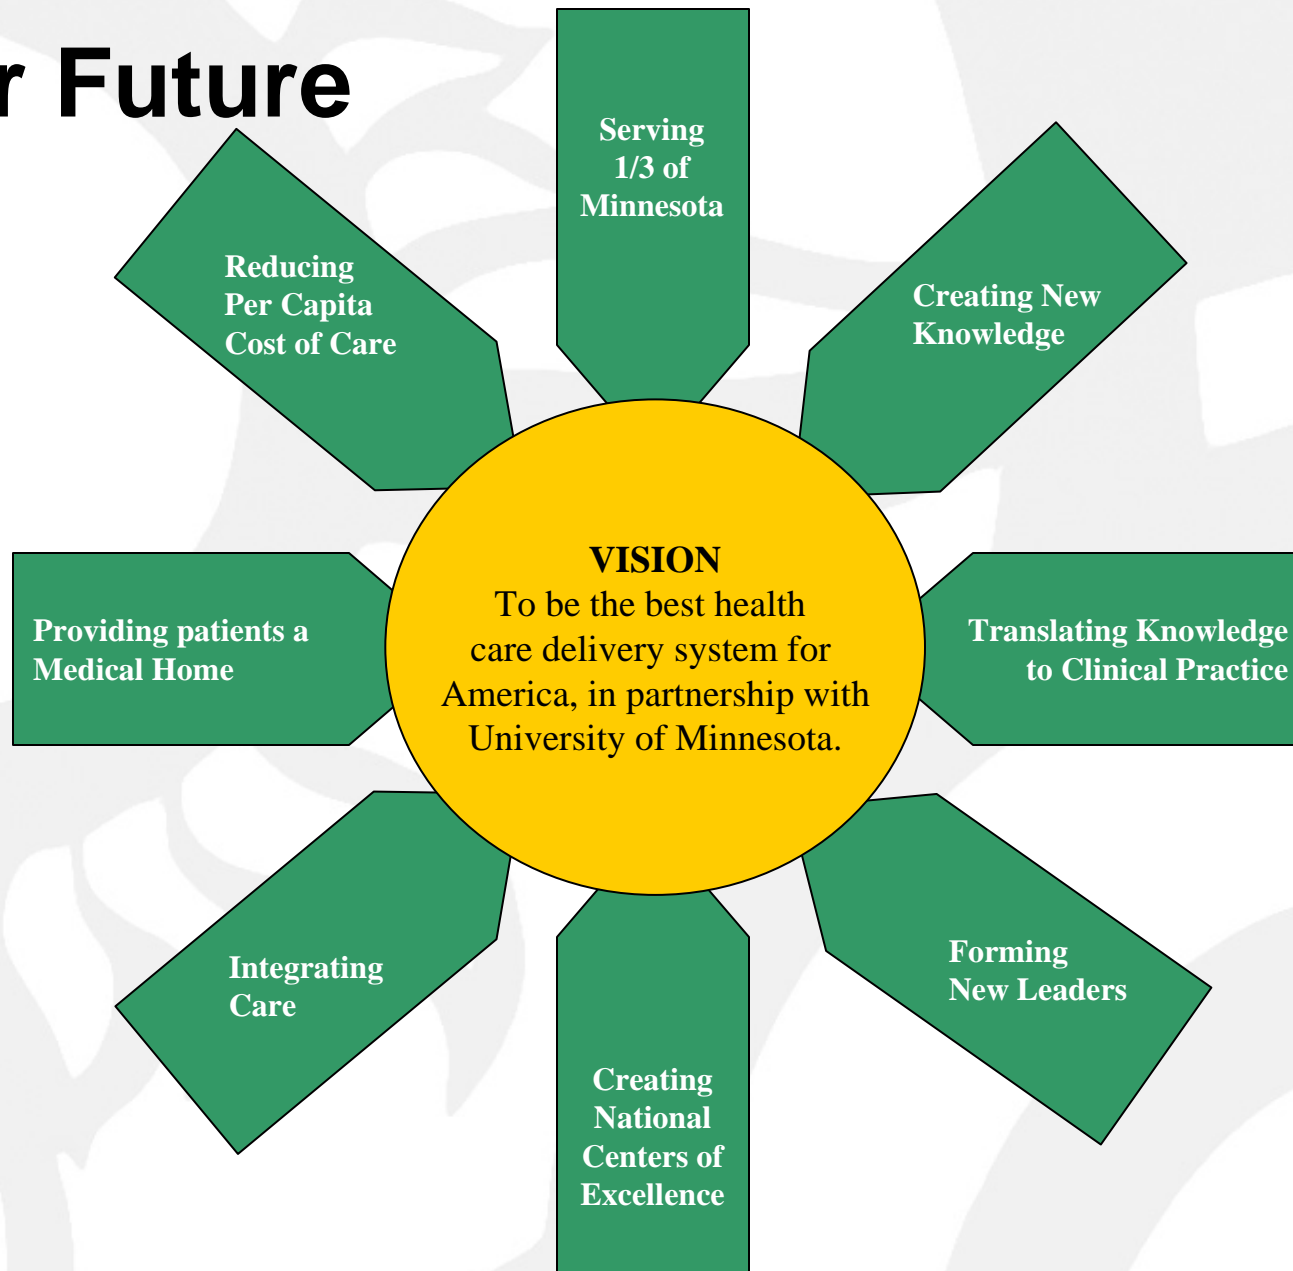 r Future
Serving
1/3 of
Minnesota
Reducing
Per Capita
Cost of Care
Creating New
Knowledge
VISION
To be the best health
care delivery system for
America, in partnership with
University of Minnesota.
Providing patients a
Medical Home
Translating Knowledge
to Clinical Practice
Integrating
Care
Forming
New Leaders
Creating
National
Centers of
Excellence